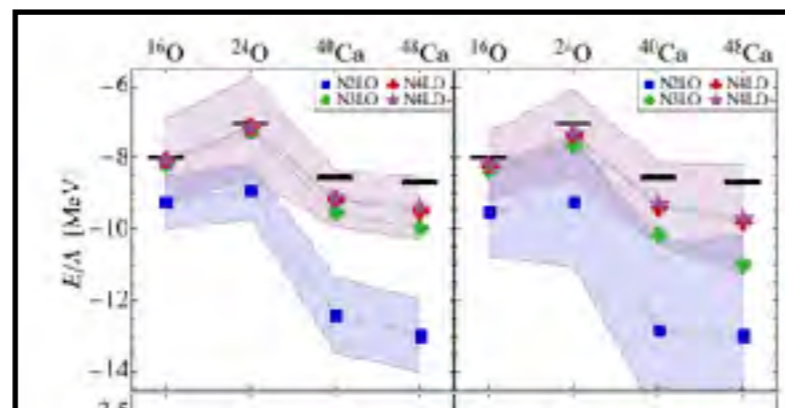 ¹⁶O ²⁴O ⁴⁰Ca ⁴⁸Ca ¹⁶O ²⁴O ⁴⁰Ca ⁴⁸Ca
−6
N2LO N4LO N2LO N4LO
N3LO N4LO+ N3LO N4LO+
−8
−10
E/A [MeV]
−12
−14